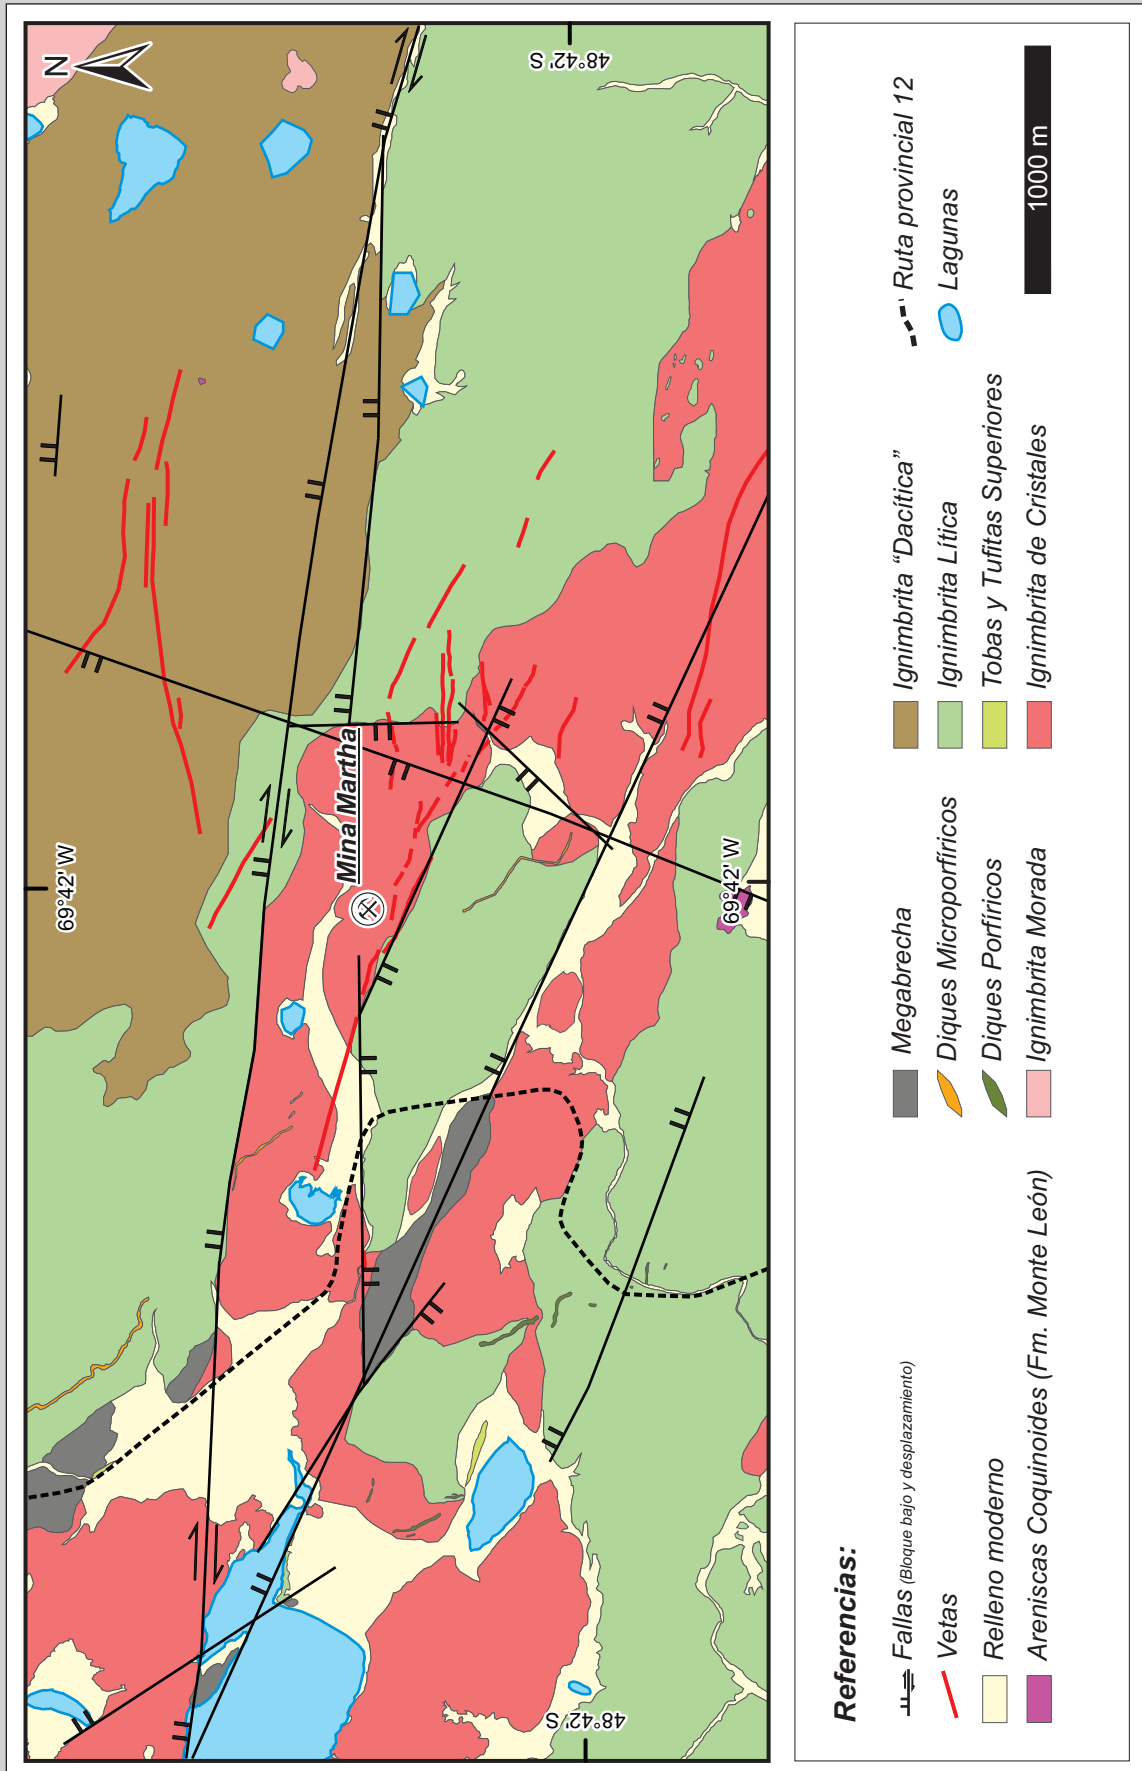 N
69°42' W
48°42' S
Mina Martha
48°42' S
69°42' W
Referencias:
Fallas (Bloque bajo y desplazamiento)
Vetas
Relleno moderno
Areniscas Coquinoides (Fm. Monte León)
Megabrecha
Diques Microporfíricos
Diques Porfíricos
Ignimbrita Morada
Ignimbrita “Dacítica”
Ignimbrita Lítica
Tobas y Tufitas Superiores
Ignimbrita de Cristales
Ruta provincial 12
Lagunas
1000 m